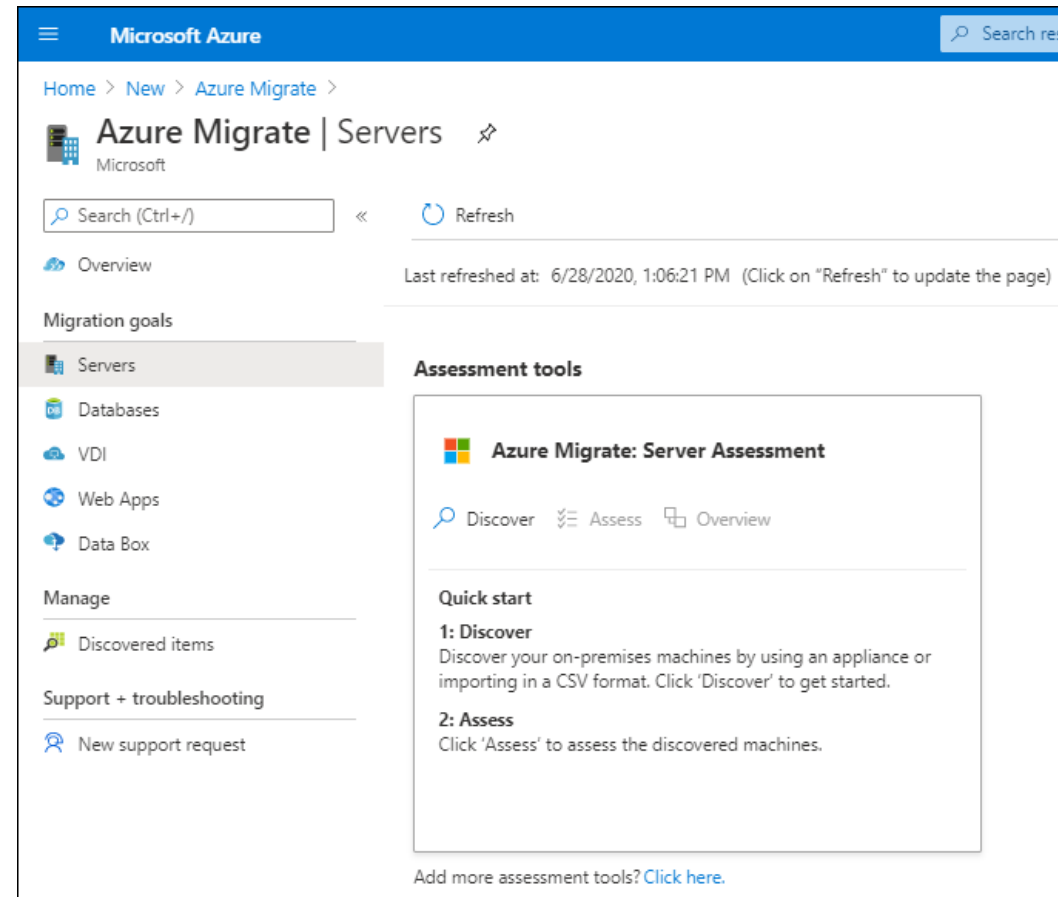 Microsoft Azure
Search res
Home > New > Azure Migrate >
Azure Migrate | Servers
Microsoft
Search (Ctrl+/)
«
Refresh
Overview
Last refreshed at: 6/28/2020, 1:06:21 PM (Click on "Refresh" to update the page)
Migration goals
Servers
Assessment tools
Databases
Azure Migrate: Server Assessment
VDI
Web Apps
Discover Assess Overview
Data Box
Manage
Quick start
1: Discover
Discovered items
Discover your on-premises machines by using an appliance or
importing in a CSV format. Click 'Discover' to get started.
Support + troubleshooting
2: Assess
New support request
Click 'Assess' to assess the discovered machines.
Add more assessment tools? Click here.